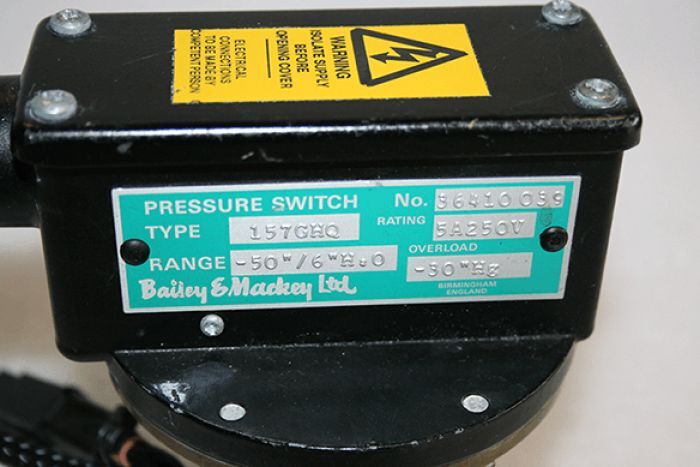 WARNING
ISOLATE SUPPLY
BEFORE
OPENING COVER
ELECTRICAL
CONNECTIONS
TO BE MADE BY
COMPETENT PERSON
PRESSURE SWITCH No. 36410 039
TYPE 157GHQ RATING 5A250V
RANGE -50"/6"H₂O OVERLOAD -30"Hg
Bailey & Mackey Ltd. BIRMINGHAM
ENGLAND